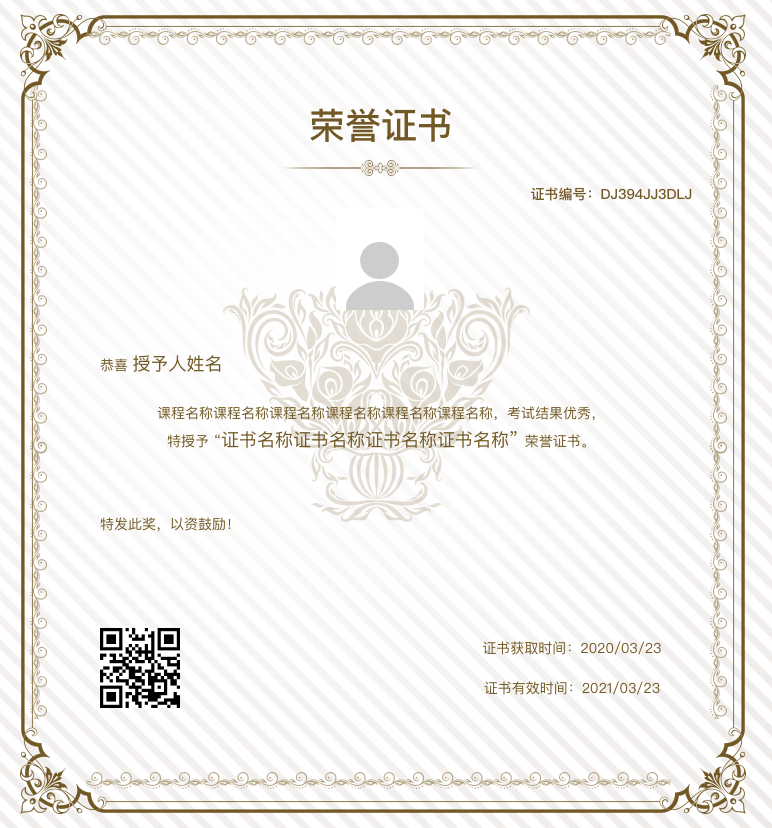 荣誉证书
证书编号：DJ394JJ3DLJ
恭喜 授予人姓名
课程名称课程名称课程名称课程名称课程名称课程名称，考试结果优秀，
特授予 “证书名称证书名称证书名称证书名称” 荣誉证书。
特发此奖，以资鼓励！
证书获取时间：2020/03/23
证书有效时间：2021/03/23